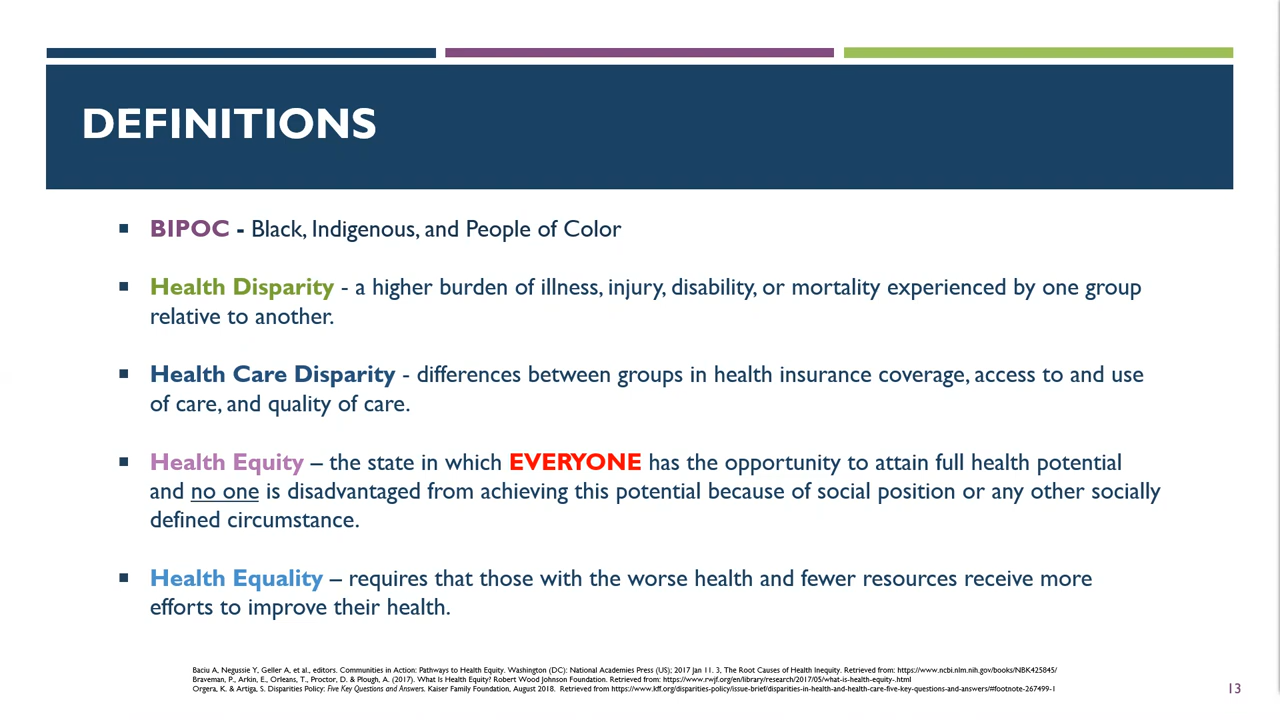 DEFINITIONS
▪ BIPOC - Black, Indigenous, and People of Color
▪ Health Disparity - a higher burden of illness, injury, disability, or mortality experienced by one group
relative to another.
▪ Health Care Disparity - differences between groups in health insurance coverage, access to and use
of care, and quality of care.
▪ Health Equity – the state in which EVERYONE has the opportunity to attain full health potential
and no one is disadvantaged from achieving this potential because of social position or any other socially
defined circumstance.
▪ Health Equality – requires that those with the worse health and fewer resources receive more
efforts to improve their health.
Baciu A, Negussie Y, Geller A, et al., editors. Communities in Action: Pathways to Health Equity. Washington (DC): National Academies Press (US); 2017 Jan 11. 3, The Root Causes of Health Inequity. Retrieved from: https://www.ncbi.nlm.nih.gov/books/NBK425845/
Braveman, P., Arkin, E., Orleans, T., Proctor, D. & Plough, A. (2017). What Is Health Equity? Robert Wood Johnson Foundation. Retrieved from: https://www.rwjf.org/en/library/research/2017/05/what-is-health-equity-.html
Orgera, K. & Artiga, S. Disparities Policy: Five Key Questions and Answers. Kaiser Family Foundation, August 2018. Retrieved from https://www.kff.org/disparities-policy/issue-brief/disparities-in-health-and-health-care-five-key-questions-and-answers/#footnote-267499-1
13